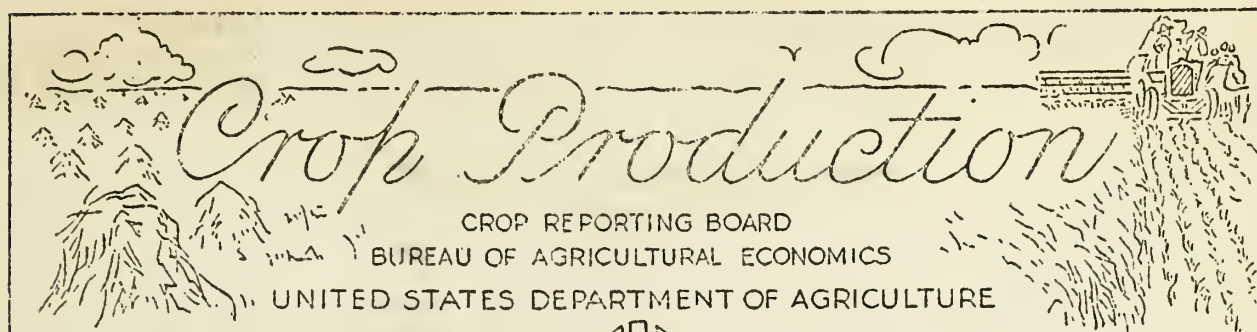 Crop Production
CROP REPORTING BOARD
BUREAU OF AGRICULTURAL ECONOMICS
UNITED STATES DEPARTMENT OF AGRICULTURE